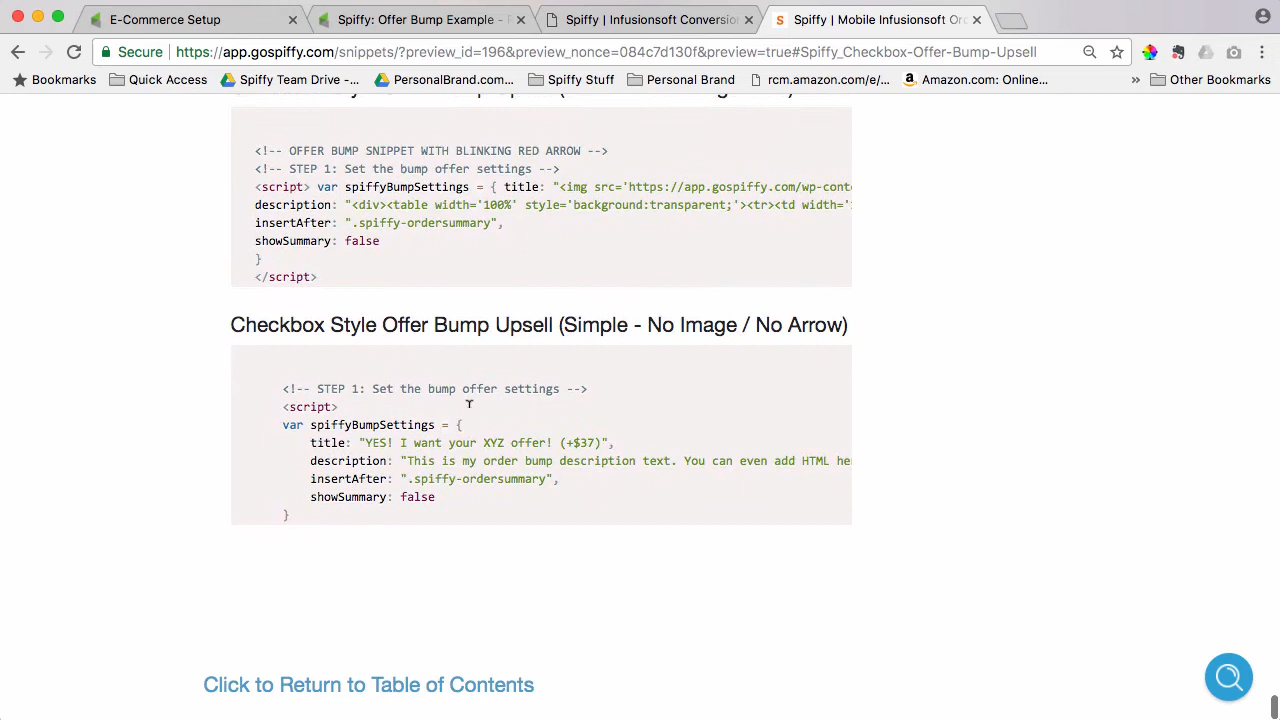 E-Commerce Setup
Spiffy: Offer Bump Example -
Spiffy | Infusionsoft Conversio
Spiffy | Mobile Infusionsoft Or
Secure
https://app.gospiffy.com/snippets/?preview_id=196&preview_nonce=084c7d130f&preview=true#Spiffy_Checkbox-Offer-Bump-Upsell
Bookmarks
Quick Access
Spiffy Team Drive -...
PersonalBrand.com...
Spiffy Stuff
Personal Brand
rcm.amazon.com/e/...
Amazon.com: Online...
»
Other Bookmarks
<!-- OFFER BUMP SNIPPET WITH BLINKING RED ARROW -->
<!-- STEP 1: Set the bump offer settings -->
<script> var spiffyBumpSettings = { title: "<img src='https://app.gospiffy.com/wp-conte
description: "<div><table width='100%' style='background:transparent;'><tr><td width='
insertAfter: ".spiffy-ordersummary",
showSummary: false
}
</script>
Checkbox Style Offer Bump Upsell (Simple - No Image / No Arrow)
<!-- STEP 1: Set the bump offer settings -->
<script>
var spiffyBumpSettings = {
title: "YES! I want your XYZ offer! (+$37)",
description: "This is my order bump description text. You can even add HTML he
insertAfter: ".spiffy-ordersummary",
showSummary: false
}
Click to Return to Table of Contents